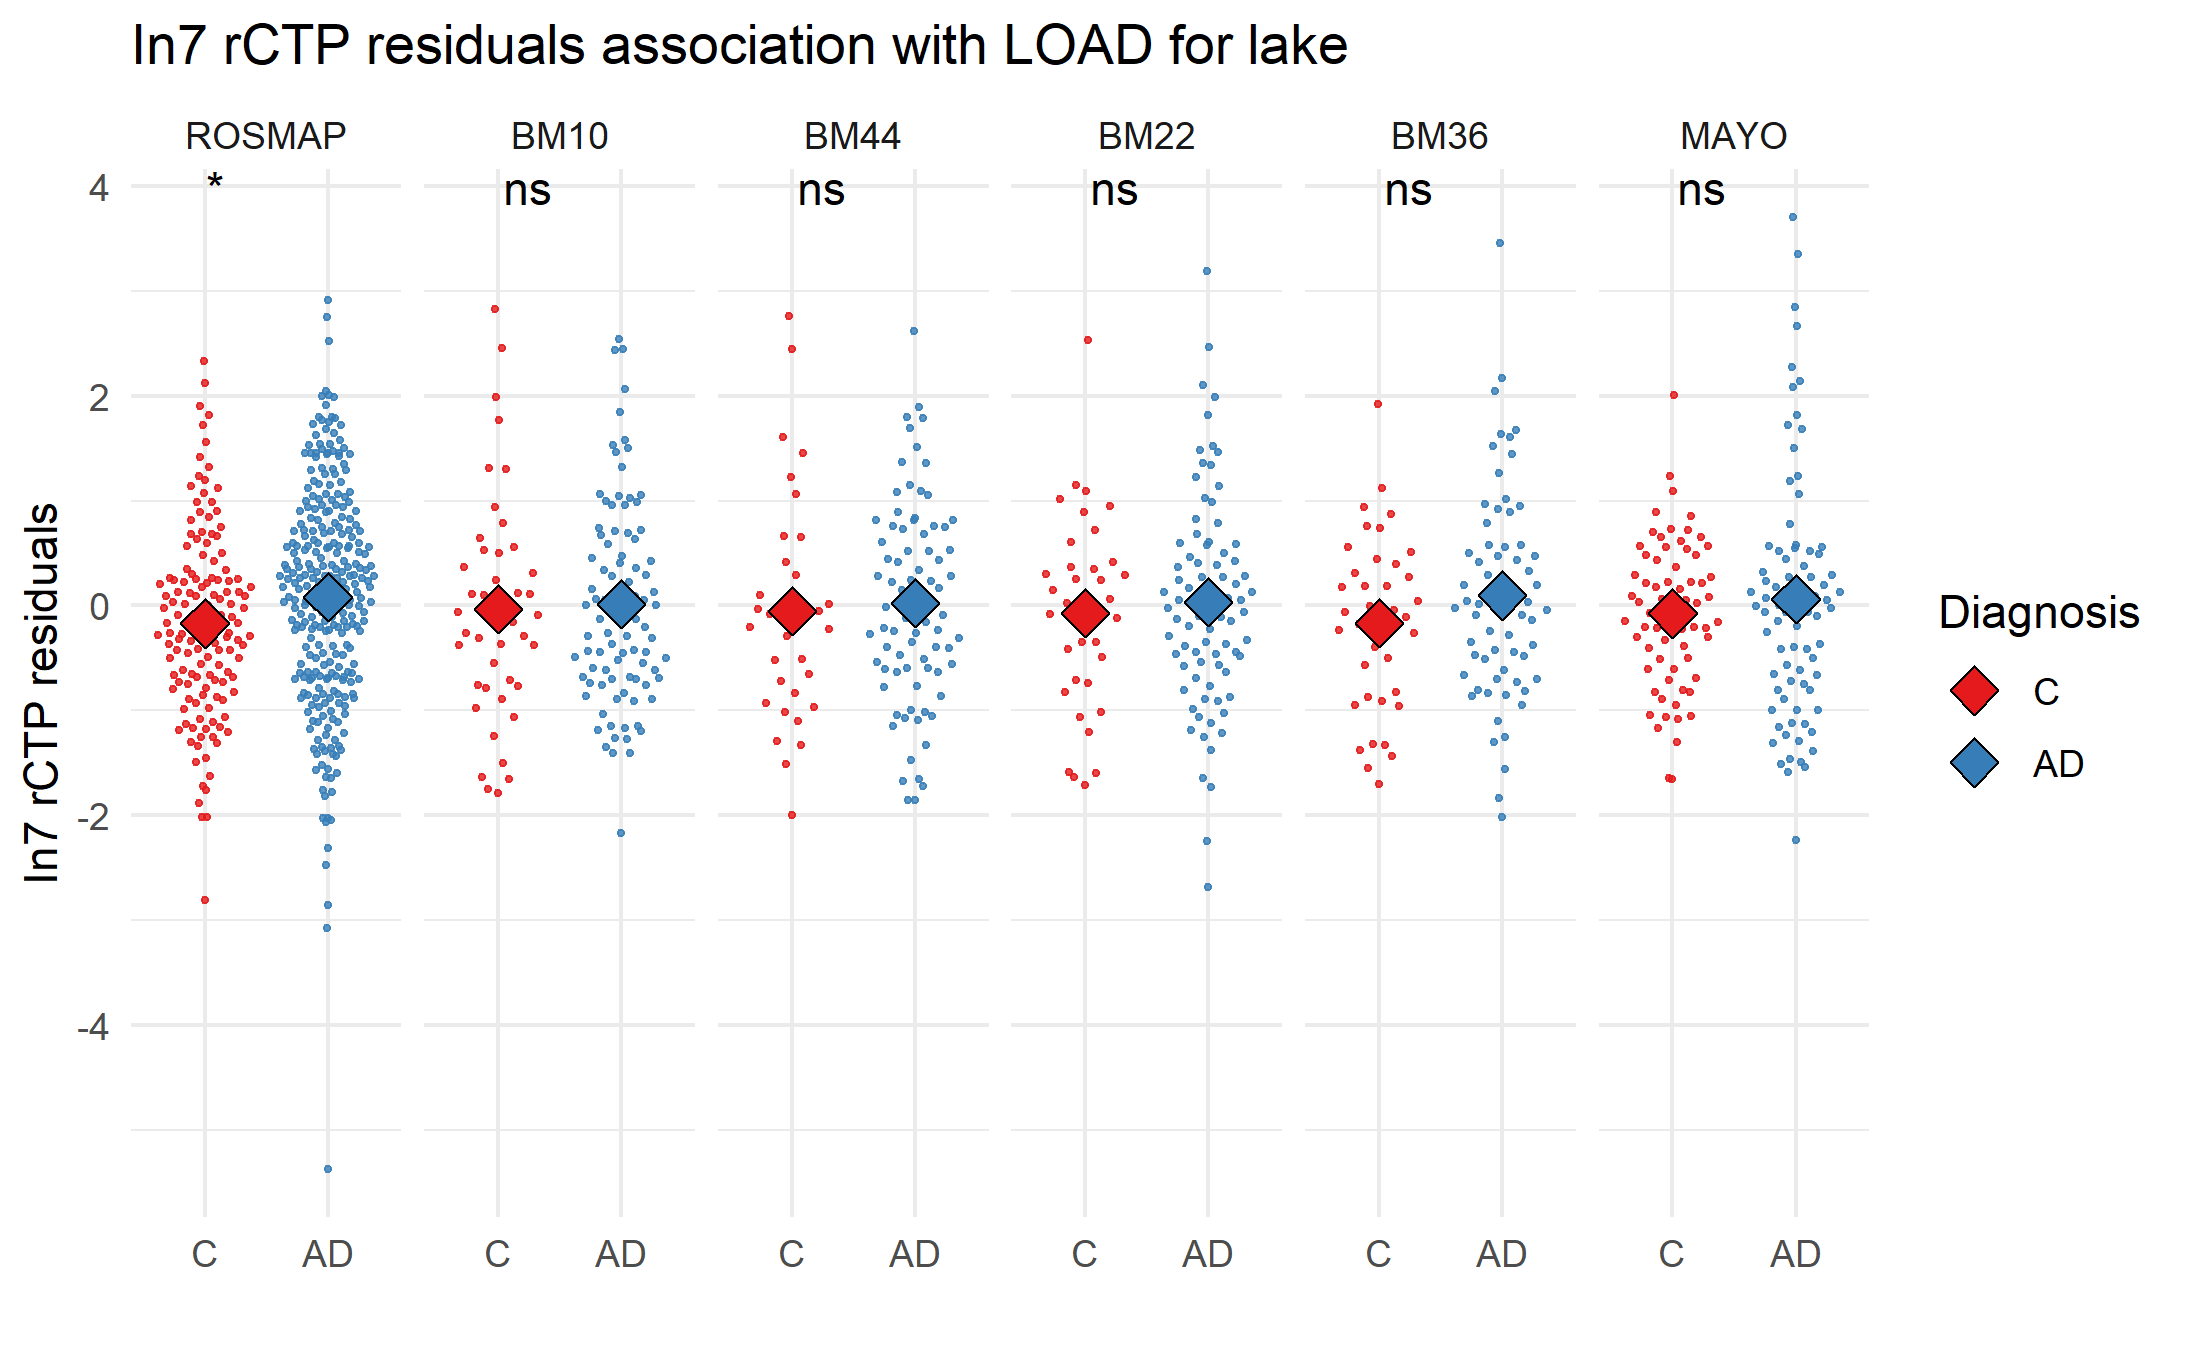 In7 rCTP residuals association with LOAD for lake
ROSMAP BM10 BM44 BM22 BM36 MAYO
* ns ns ns ns ns
4
2
0
-2
-4
In7 rCTP residuals
C AD C AD C AD C AD C AD C AD
Diagnosis
C
AD